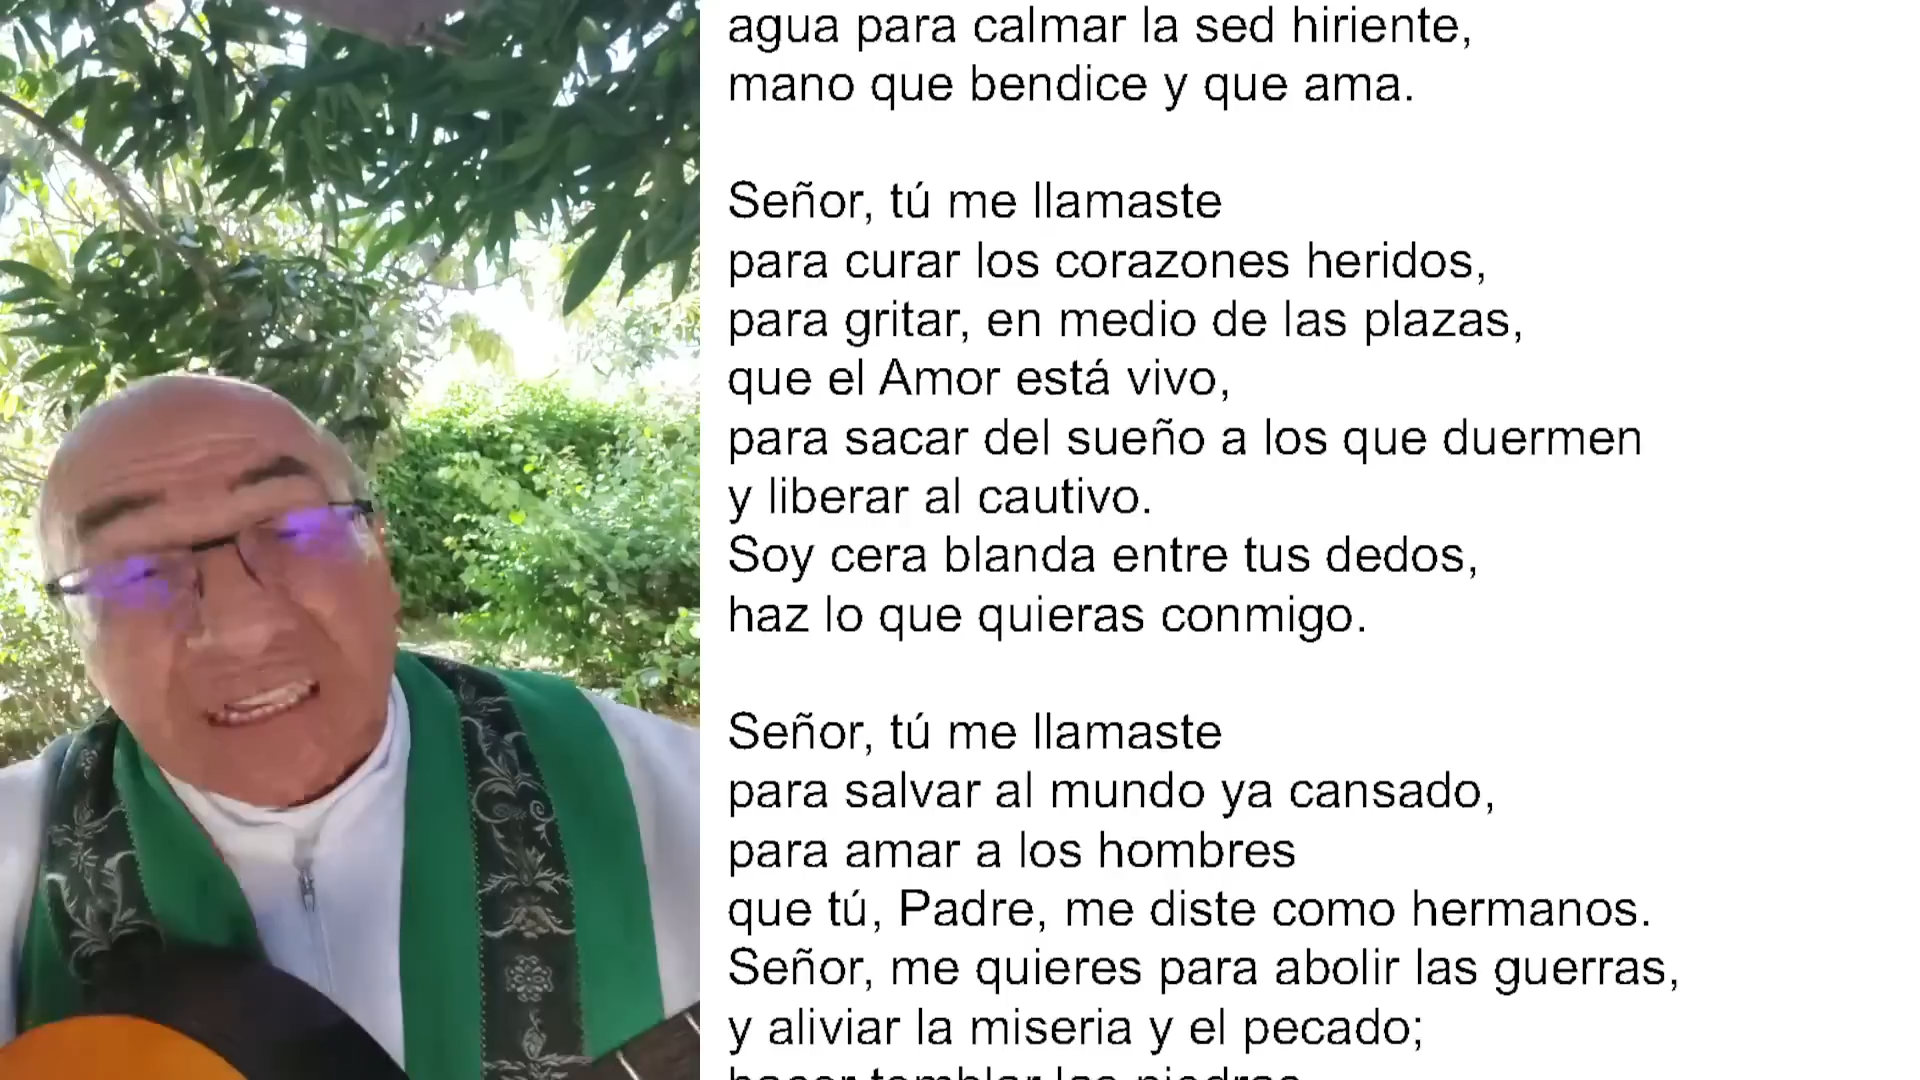 agua para calmar la sed hiriente,
mano que bendice y que ama.
Señor, tú me llamaste
para curar los corazones heridos,
para gritar, en medio de las plazas,
que el Amor está vivo,
para sacar del sueño a los que duermen
y liberar al cautivo.
Soy cera blanda entre tus dedos,
haz lo que quieras conmigo.
Señor, tú me llamaste
para salvar al mundo ya cansado,
para amar a los hombres
que tú, Padre, me diste como hermanos.
Señor, me quieres para abolir las guerras,
y aliviar la miseria y el pecado;
hacer temblar las piedras